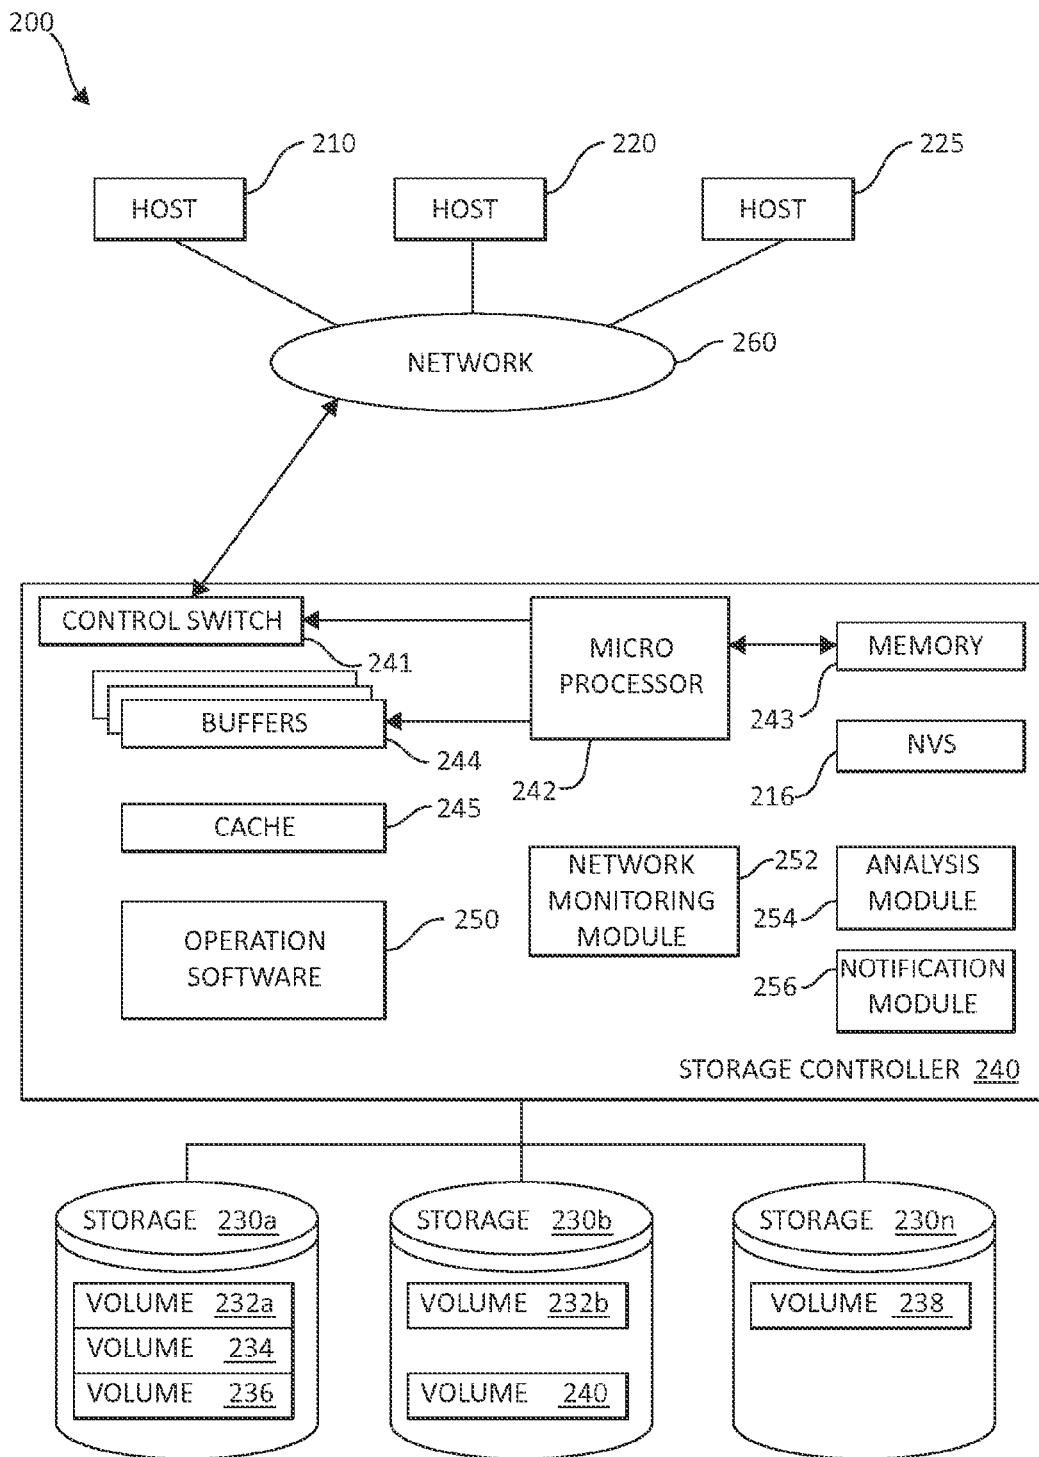 200
210
220
225
HOST
HOST
HOST
260
NETWORK
CONTROL SWITCH
241
MICRO
PROCESSOR
242
MEMORY
243
BUFFERS
244
NVS
216
CACHE
245
NETWORK
MONITORING
MODULE
252
ANALYSIS
MODULE
254
OPERATION
SOFTWARE
250
NOTIFICATION
MODULE
256
STORAGE CONTROLLER 240
STORAGE 230a
VOLUME 232a
VOLUME 234
VOLUME 236
STORAGE 230b
VOLUME 232b
VOLUME 240
STORAGE 230n
VOLUME 238